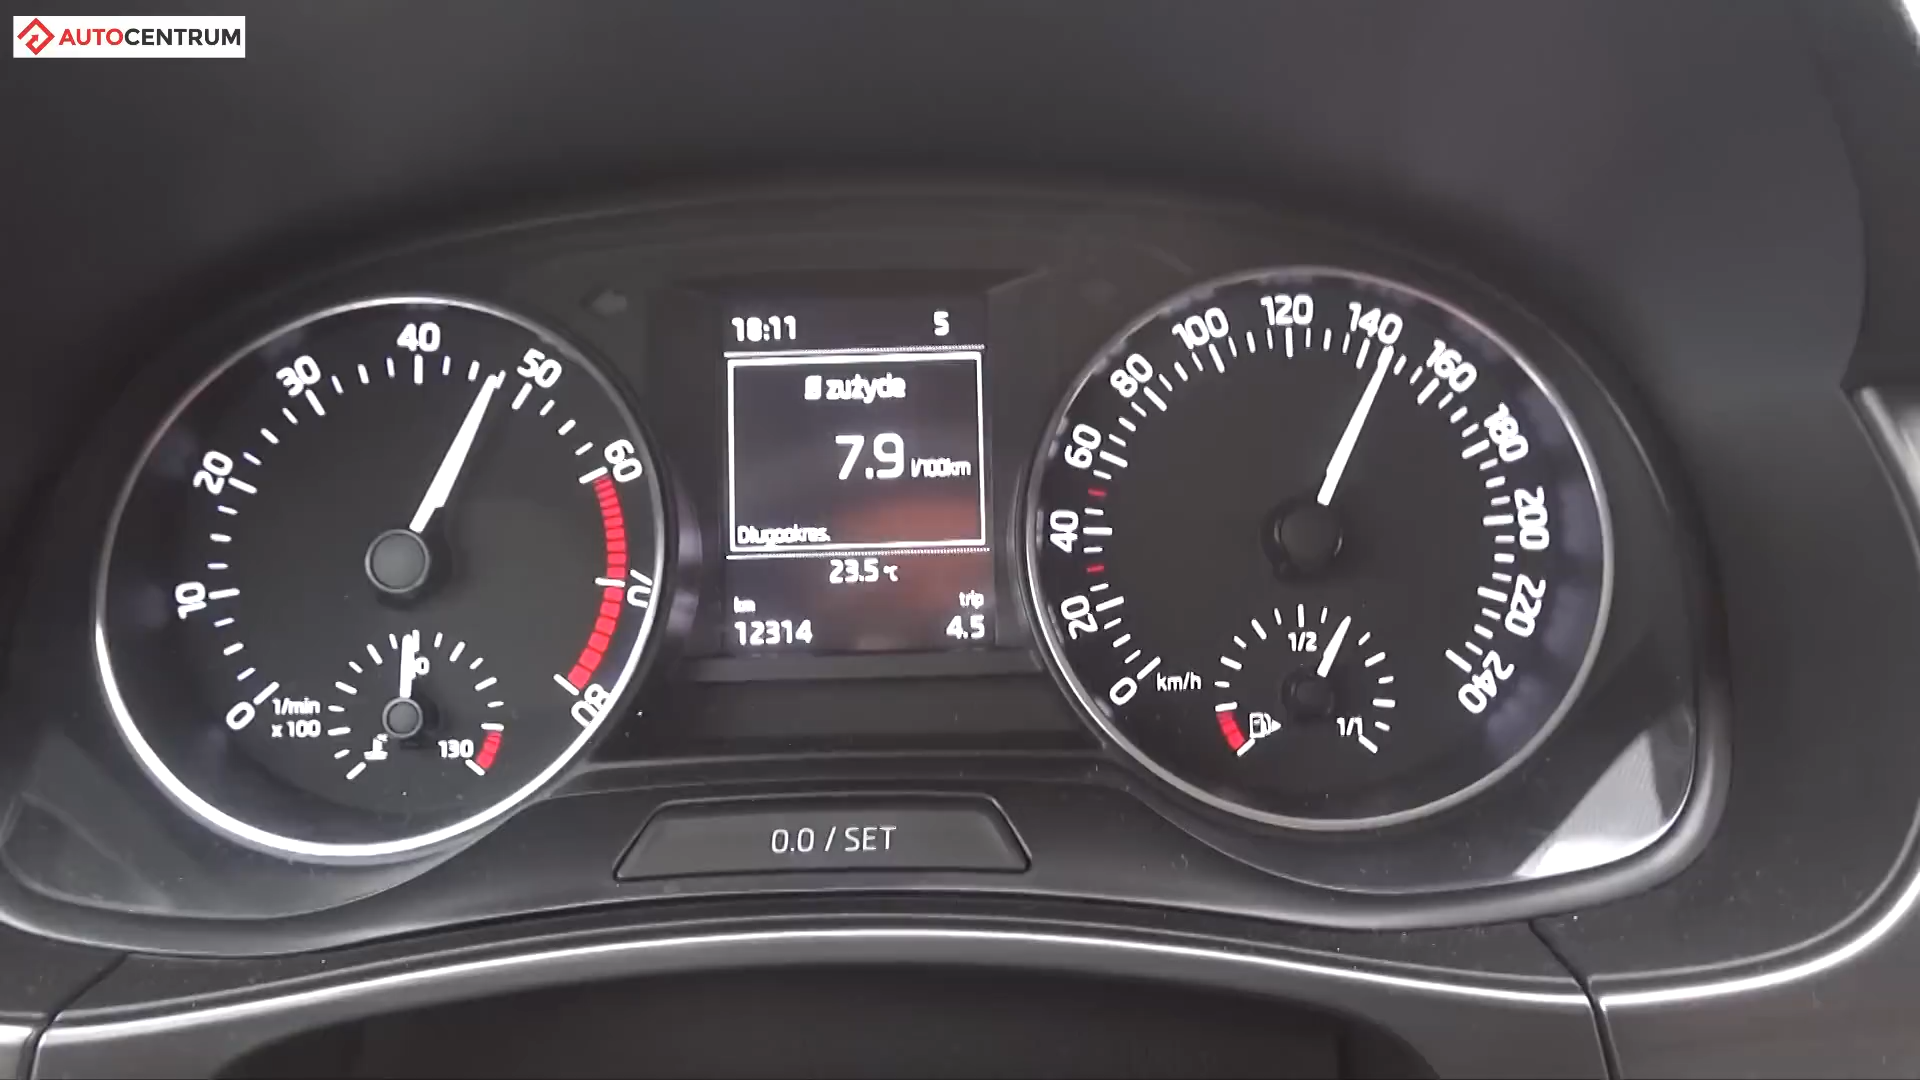 AUTOCENTRUM
18:11 5
Ø zużycie
7.9 l/100km
Długookres.
23.5 °C
km trip
12314 4.5
0 10 20 30 40 50 60 70 80
1/min
x 100
90
130
0 20 40 60 80 100 120 140 160 180 200 220 240
km/h
1/2
1/1
0.0 / SET